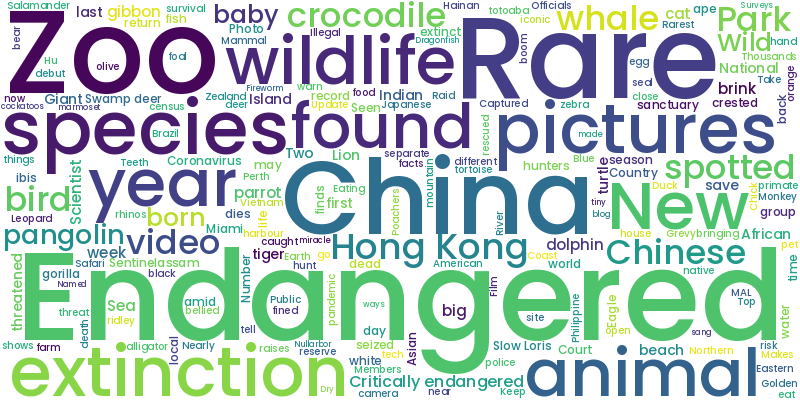 Salamander last gibbon baby crocodile whale cat ape Surveys
survival return fish totoaba Officials Hainan iconic Rarest Park
bear Zoo Photo Mammal wildlife illegal extinct Dragonfish Rare boom wild hand
Hu debut olive foal Fireworm warn food Captured egg seal National Thousands Take
now Giant Swamp deer Zealand Island Indian record Raid close zebra sanctuary brink orange
cockatoos marmoset census deer Update Seen Japanese rescued made crested back
species found pictures
things Brazil Teeth Coronavirus Two Lion separate facts different tortoise hunters Blue season Country spotted
ibis Scientist year may Perth Eating mountain China turtle save Duck primate Monkey
bird Leopard rhinos born parrot Vietnam finds first Poachers River tiny blog New Chick group
pangolin video dies Miami harbour life caught miracle Hong Kong dolphin house Grevybringing African
week tiger Earth go dead American world Chinese time pet
threatened gorilla Safari Sentinelassam Named black Number hunt native
Endangered
Sea amid bellied Public fined pandemic ways big Film site Philippine Eagle open MAL Top water
threat ridley death tell Nullarbor day Asian sang
shows farm alligator local Nearly raises reserve seized tech white police Slow Loris Court beach Northern risk Makes
extinction Members Critically endangered Keep animal Eastern
Dry camera near Golden eat